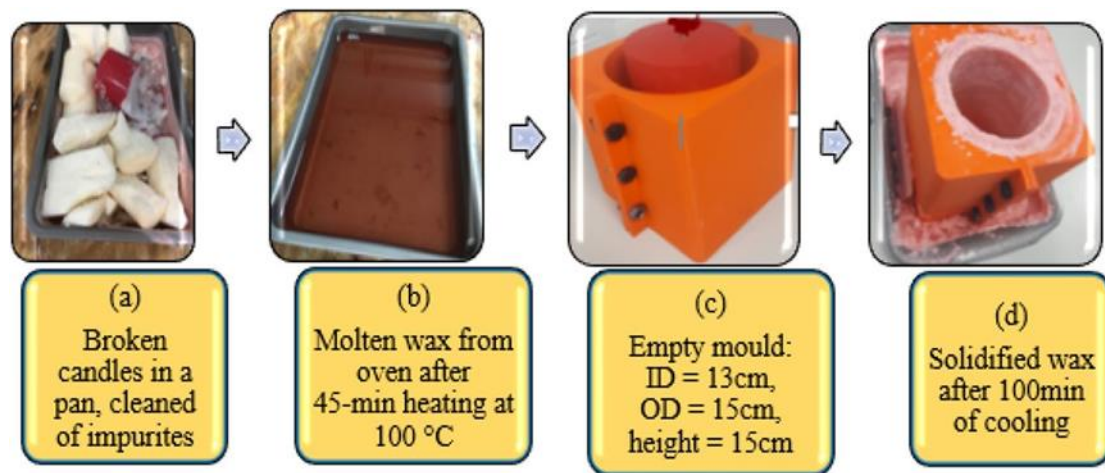 (a)
Broken
candles in a
pan, cleaned
of impurites
(b)
Molten wax from
oven after
45-min heating at
100 °C
(c)
Empty mould:
ID = 13cm,
OD = 15cm,
height = 15cm
(d)
Solidified wax
after 100min
of cooling